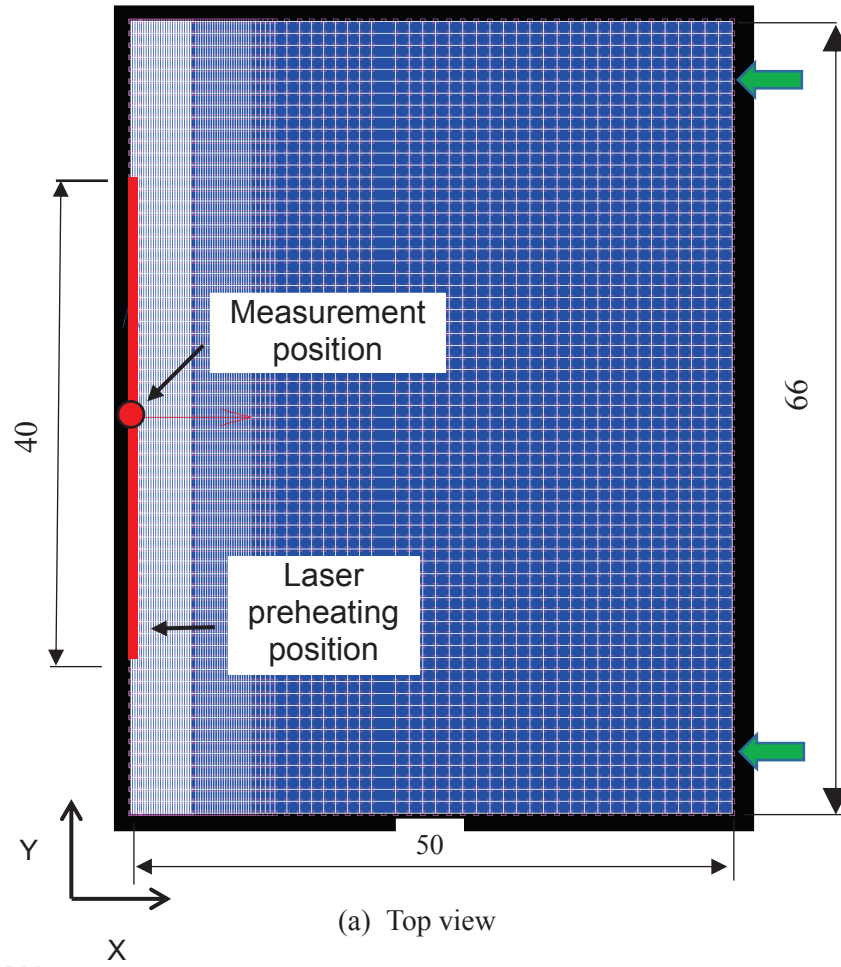 Measurement
position
40
66
Laser
preheating
position
50
Y
(a) Top view
X